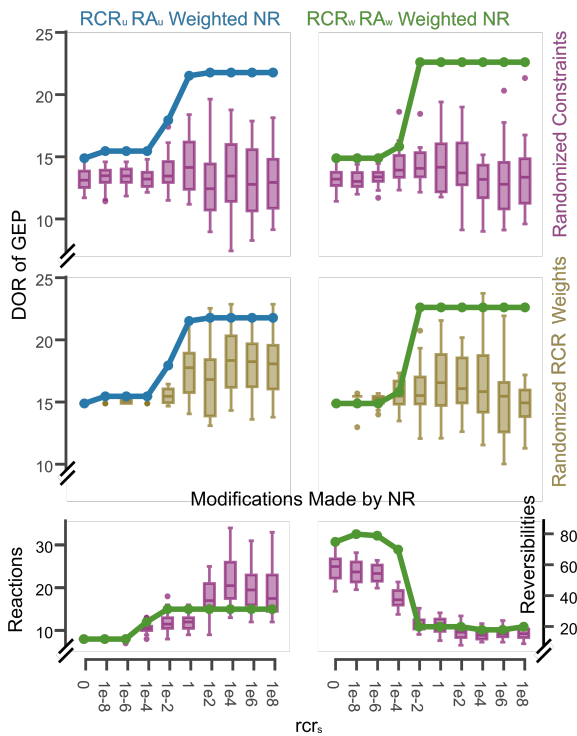 RCRu RAu Weighted NR
RCRw RAw Weighted NR
25
20
15
10
DOR of GEP
Randomized Constraints
25
20
15
10
Randomized RCR Weights
Modifications Made by NR
Reactions
30
20
10
Reversibilities
80
60
40
20
0 1e-8 1e-6 1e-4 1e-2 1 1e2 1e4 1e6 1e8
0 1e-8 1e-6 1e-4 1e-2 1 1e2 1e4 1e6 1e8
rcrs